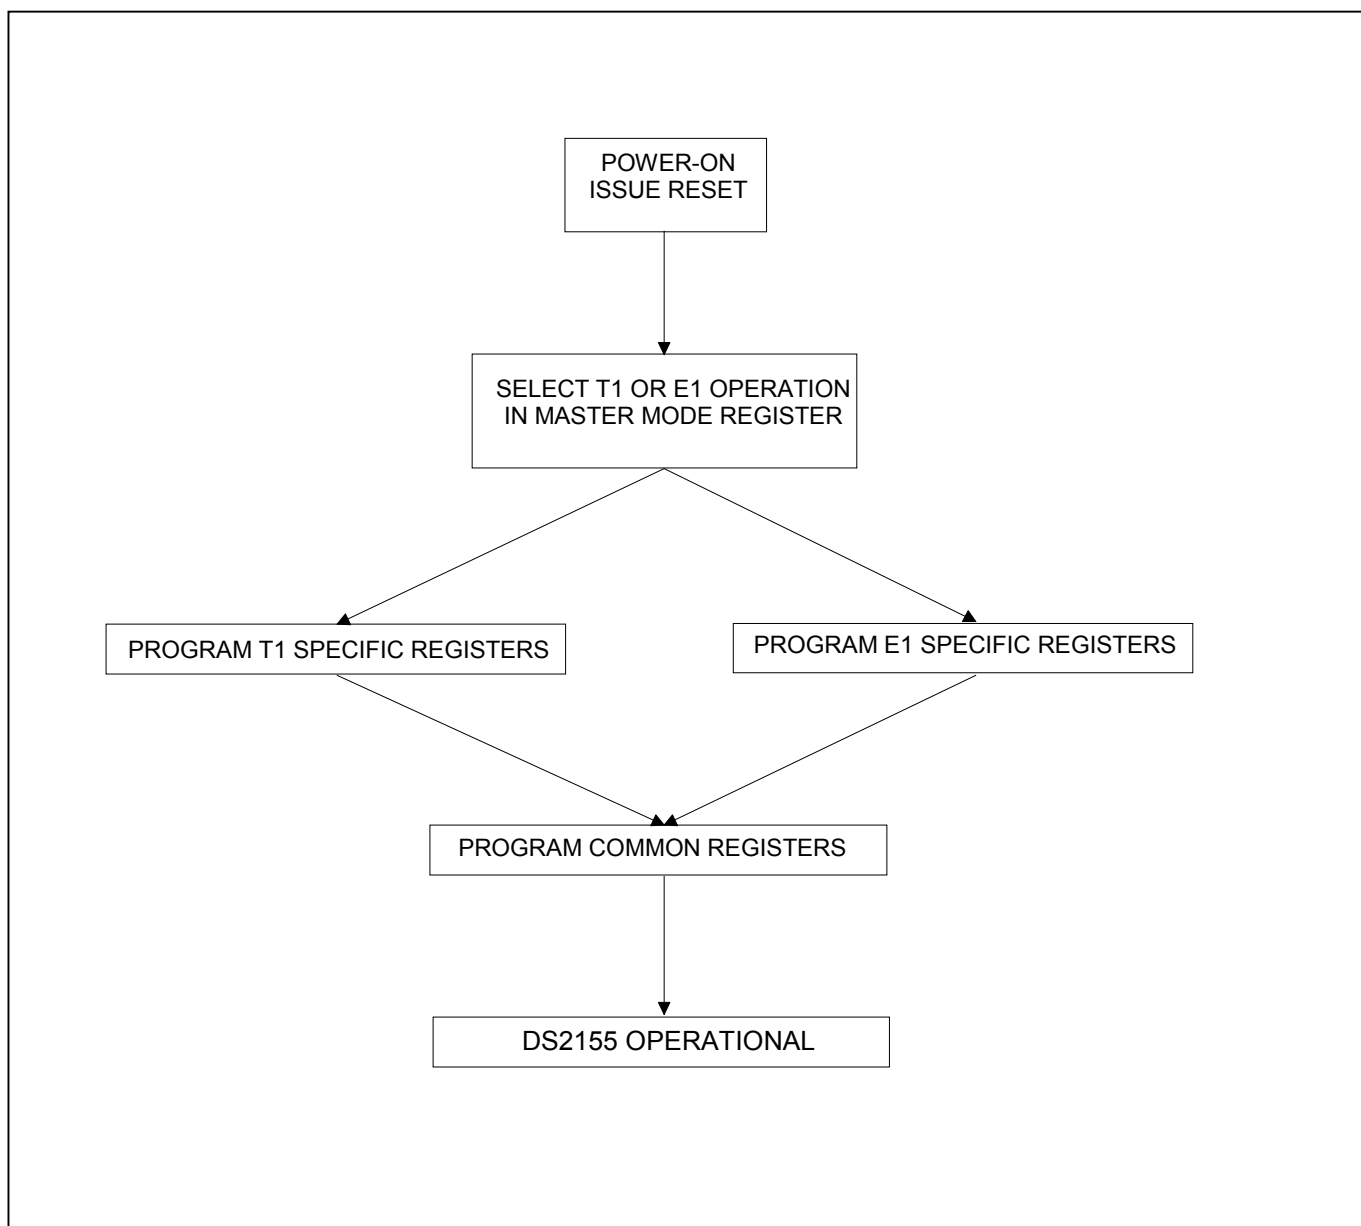 POWER-ON
ISSUE RESET
SELECT T1 OR E1 OPERATION
IN MASTER MODE REGISTER
PROGRAM T1 SPECIFIC REGISTERS
PROGRAM E1 SPECIFIC REGISTERS
PROGRAM COMMON REGISTERS
DS2155 OPERATIONAL